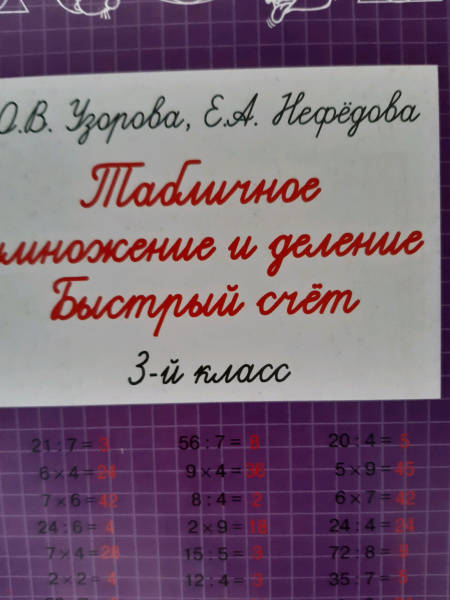 О.В. Узорова, Е.А. Нефёдова
Табличное
умножение и деление
Быстрый счёт
3-й класс
21 : 7 = 3 56 : 7 = 8 20 : 4 = 5
6 × 4 = 24 9 × 4 = 36 5 × 9 = 45
7 × 6 = 42 8 : 4 = 2 6 × 7 = 42
24 : 6 = 4 2 × 9 = 18 24 : 4 = 24
7 × 4 = 28 15 : 5 = 3 72 : 8 = 9
2 × 2 = 4 12 : 4 = 3 35 : 7 = 5